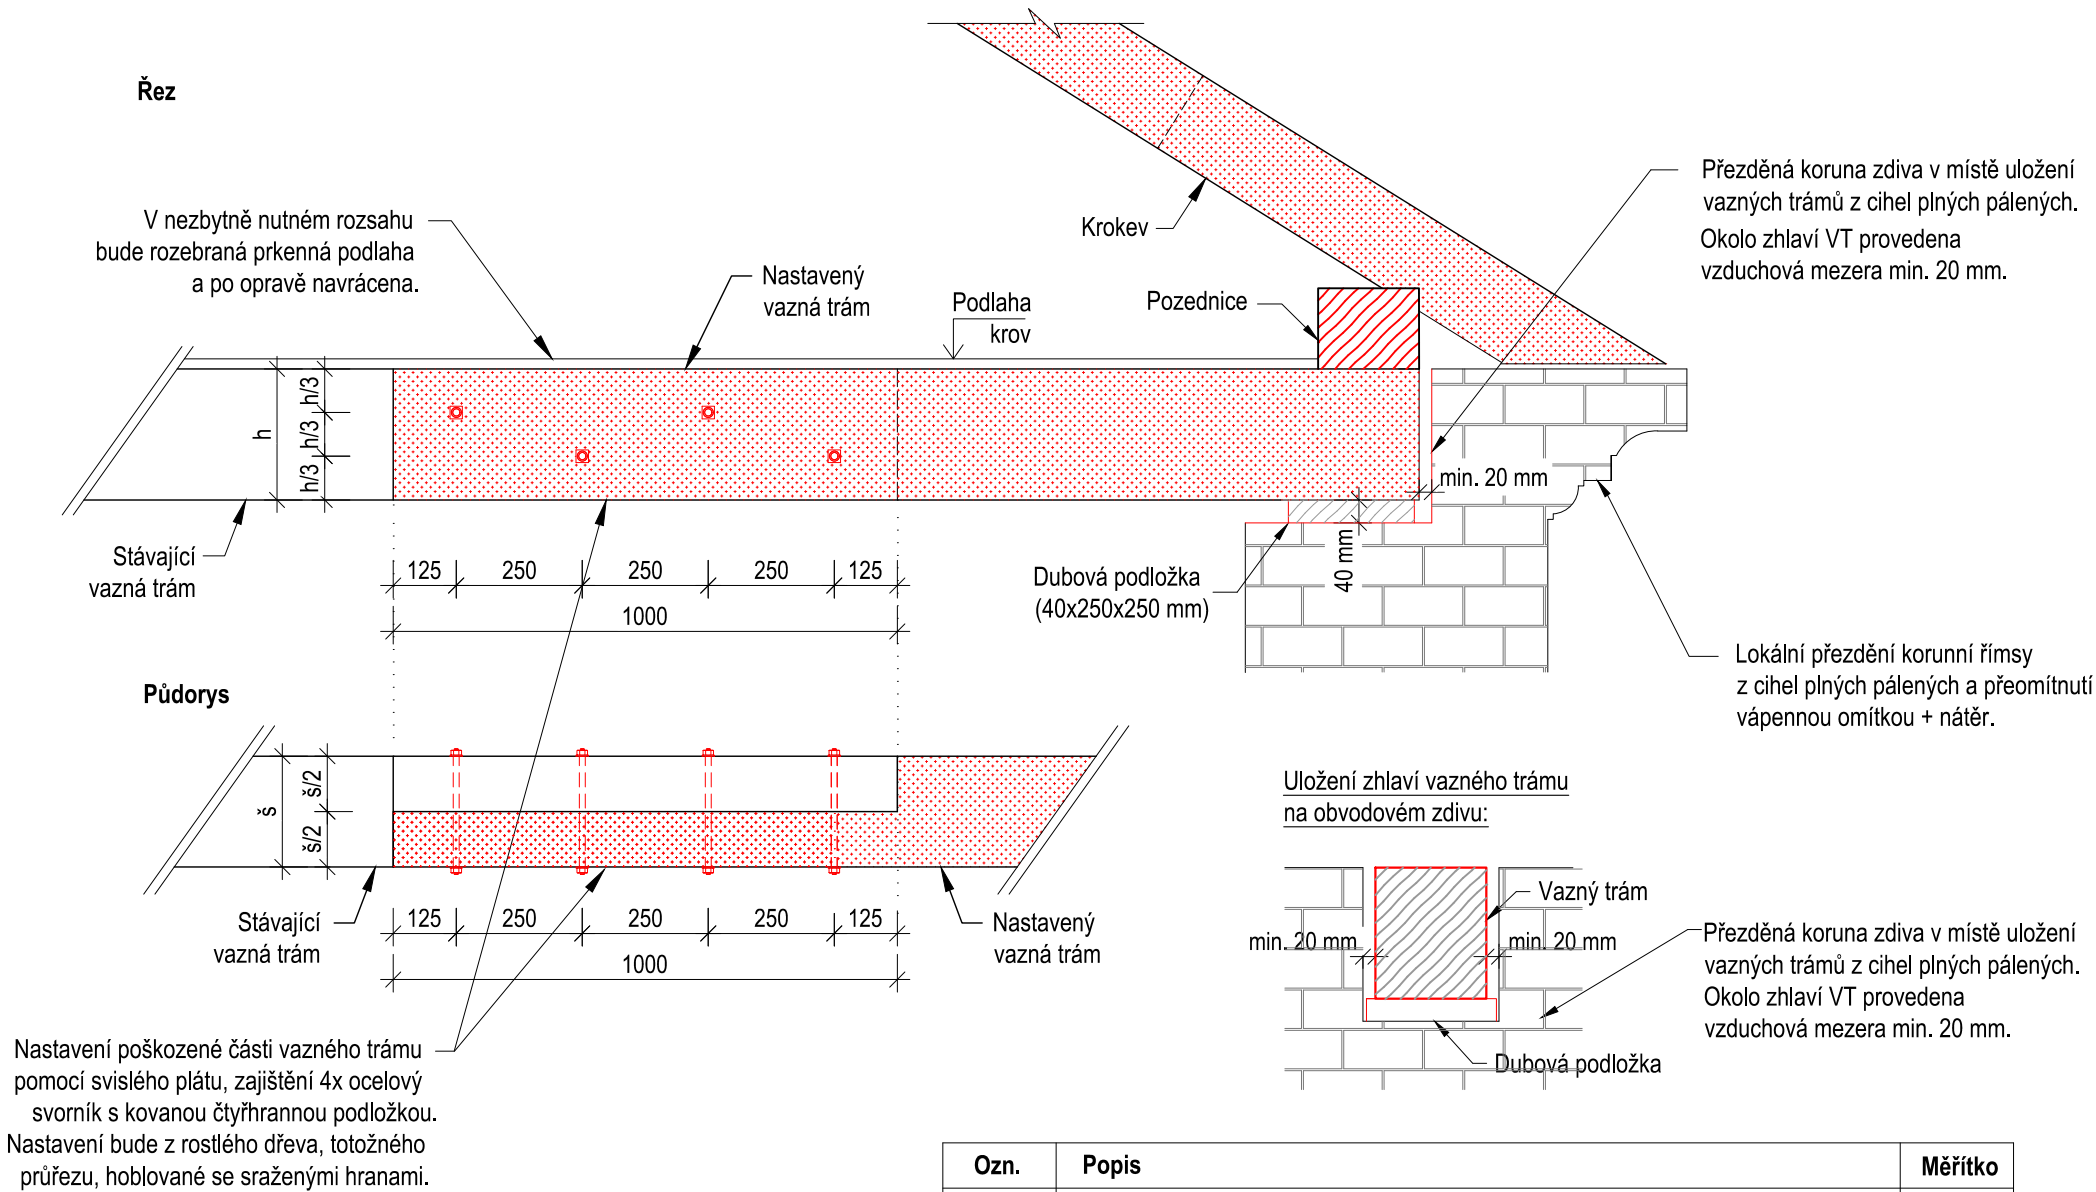 Řez
V nezbytně nutném rozsahu
bude rozebraná prkenná podlaha
a po opravě navrácena.
Nastavený
vazná trám
Podlaha
krov
Krokev
Pozednice
Přezděná koruna zdiva v místě uložení
vazných trámů z cihel plných pálených.
Okolo zhlaví VT provedena
vzduchová mezera min. 20 mm.
h
h/3
h/3
h/3
min. 20 mm
40 mm
Stávající
vazná trám
125 250 250 250 125
1000
Dubová podložka
(40x250x250 mm)
Lokální přezdění korunní římsy
z cihel plných pálených a přeomítnutí
vápennou omítkou + nátěr.
Půdorys
š
š/2
š/2
Stávající
vazná trám
125 250 250 250 125
1000
Nastavený
vazná trám
Uložení zhlaví vazného trámu
na obvodovém zdivu:
Vazný trám
min. 20 mm
min. 20 mm
Dubová podložka
Přezděná koruna zdiva v místě uložení
vazných trámů z cihel plných pálených.
Okolo zhlaví VT provedena
vzduchová mezera min. 20 mm.
Nastavení poškozené části vazného trámu
pomocí svislého plátu, zajištění 4x ocelový
svorník s kovanou čtyřhrannou podložkou.
Nastavení bude z rostlého dřeva, totožného
průřezu, hoblované se sraženými hranami.
Ozn. Popis Měřítko